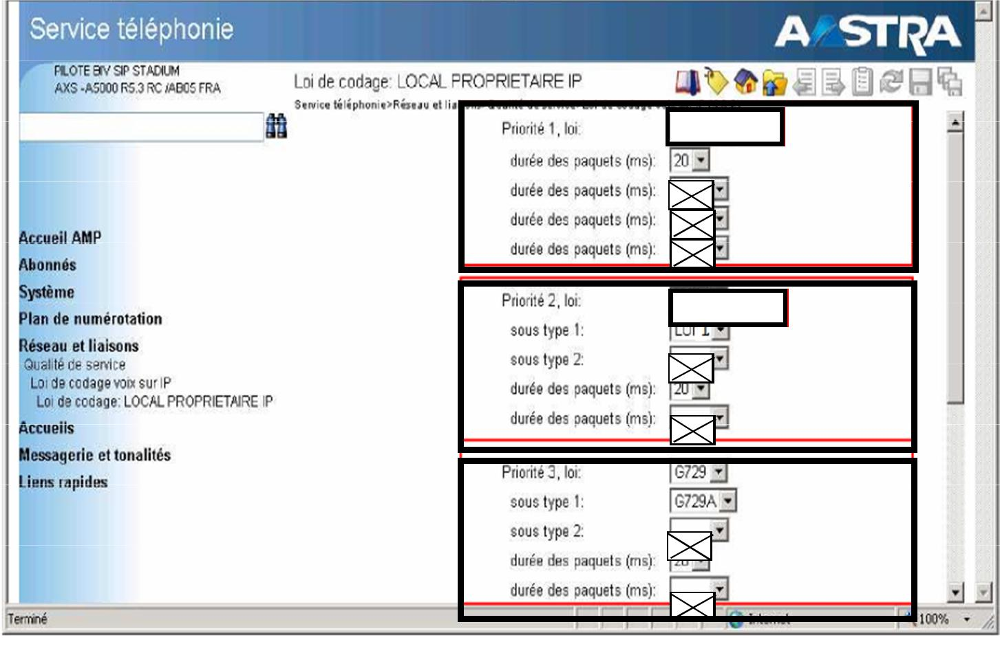 Service téléphonie
AASTRA
PILOTE BIV SIP STADIUM
AXS -A5000 R5.3 RC /AB05 FRA
Loi de codage: LOCAL PROPRIETAIRE IP
Service téléphonie>Réseau et
Priorité 1, loi:
durée des paquets (ms): 20
durée des paquets (ms):
durée des paquets (ms):
durée des paquets (ms):
Accueil AMP
Abonnés
Système
Plan de numérotation
Réseau et liaisons
Qualité de service
Loi de codage voix sur IP
Loi de codage: LOCAL PROPRIETAIRE IP
Accueils
Messagerie et tonalités
Liens rapides
Priorité 2, loi:
sous type 1: LOI
sous type 2:
durée des paquets (ms): 20
durée des paquets (ms):
Priorité 3, loi: G729
sous type 1: G729A
sous type 2:
durée des paquets (ms): 20
durée des paquets (ms):
Terminé
Internet
100%